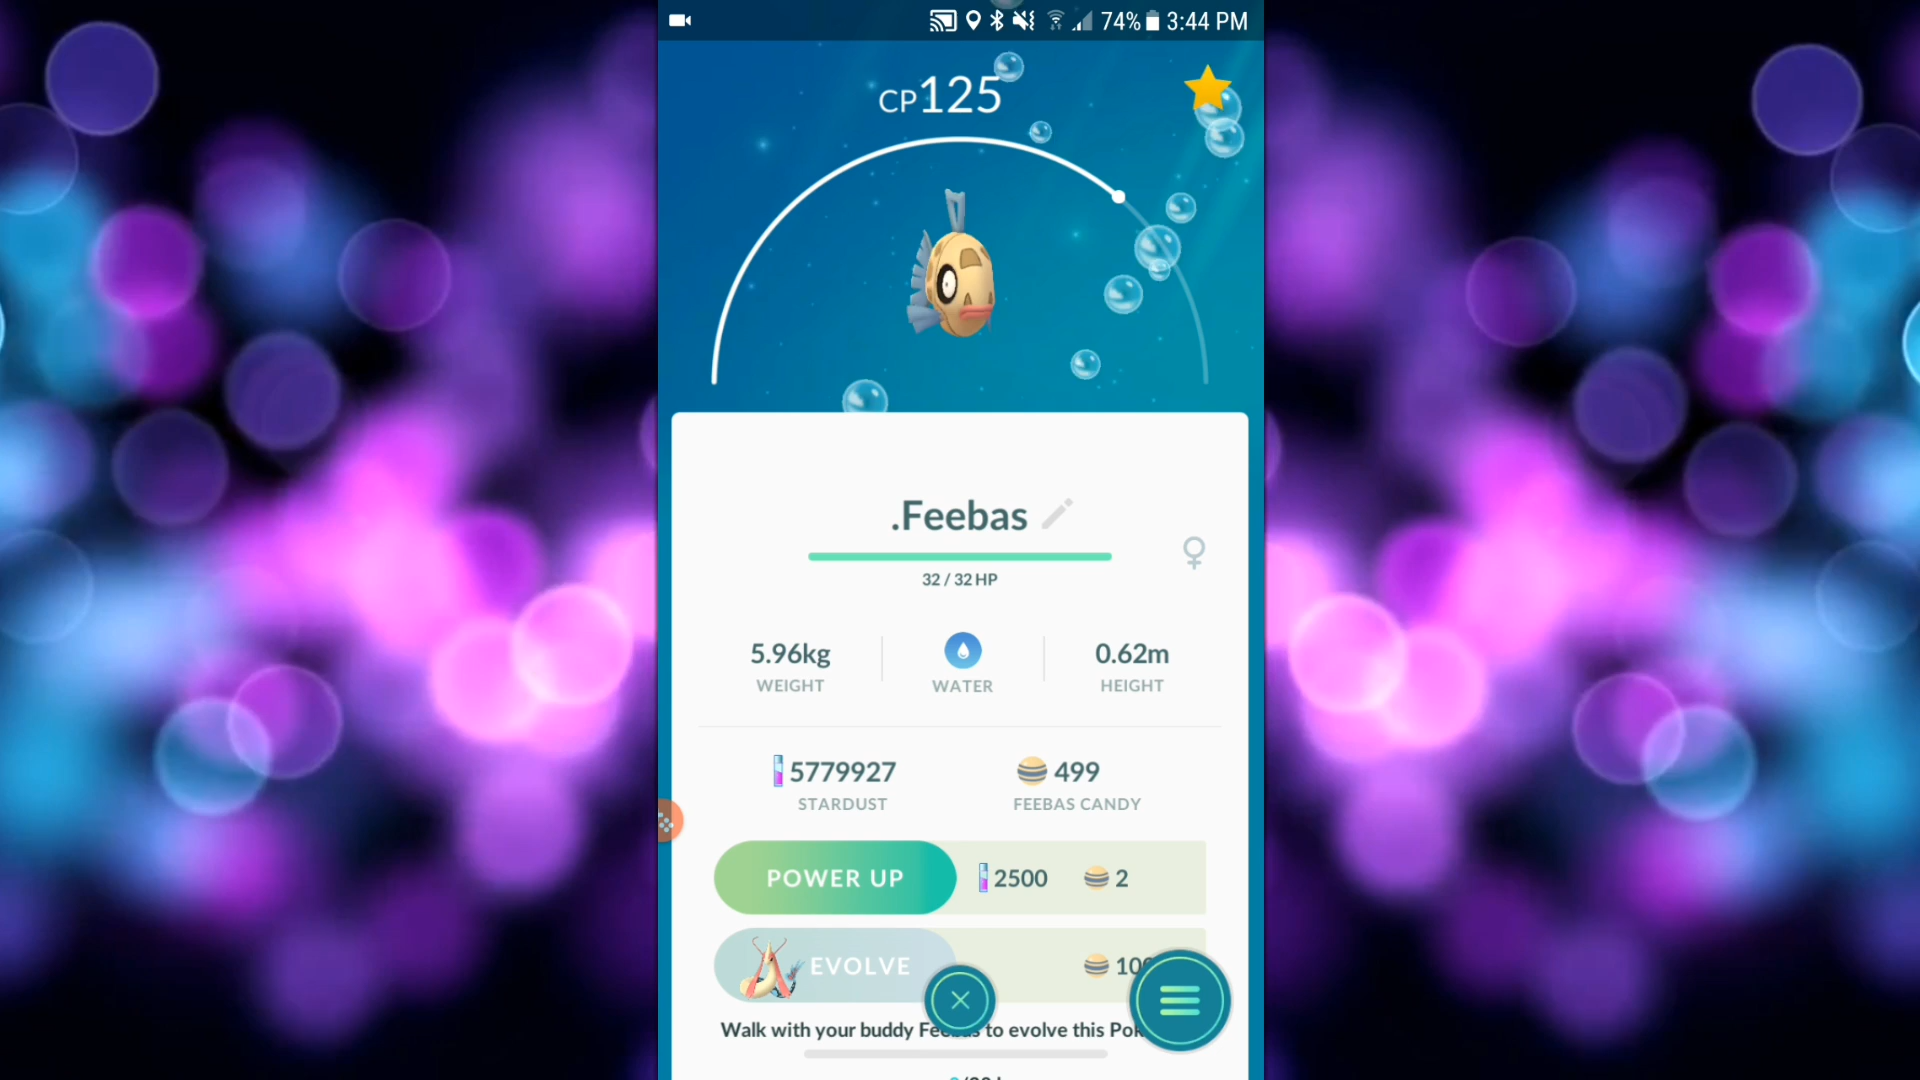 74% 3:44 PM
CP125
.Feebas
32 / 32 HP
5.96kg
WEIGHT
WATER
0.62m
HEIGHT
5779927
STARDUST
499
FEEBAS CANDY
POWER UP 2500 2
EVOLVE
Walk with your buddy to evolve this